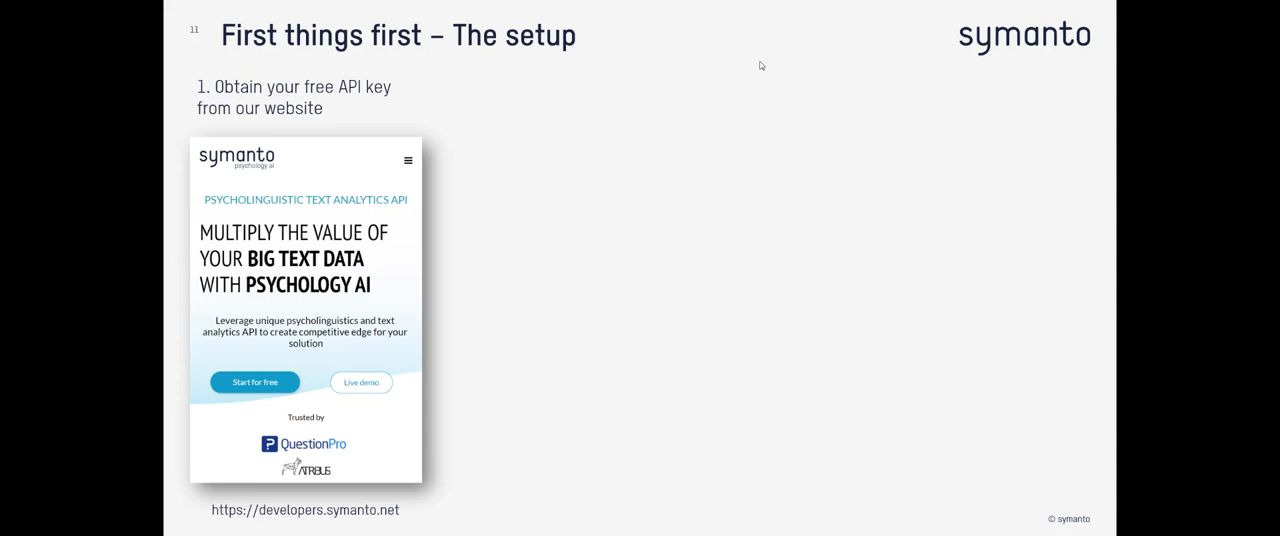 11
First things first – The setup
symanto
1. Obtain your free API key
from our website
symanto
psychology ai
PSYCHOLINGUISTIC TEXT ANALYTICS API
MULTIPLY THE VALUE OF
YOUR BIG TEXT DATA
WITH PSYCHOLOGY AI
Leverage unique psycholinguistics and text
analytics API to create competitive edge for your
solution
Start for free
Live demo
Trusted by
QuestionPro
ATRIBUS
https://developers.symanto.net
© symanto